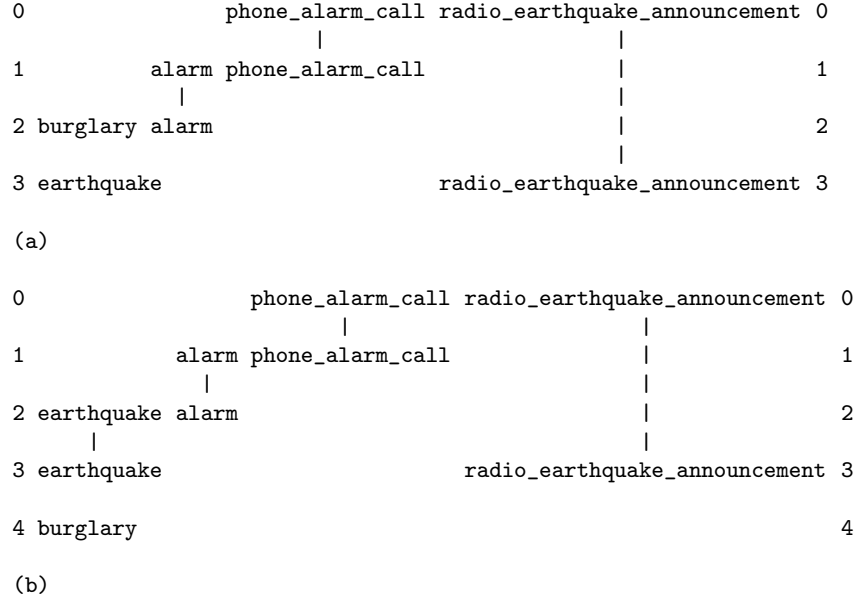 0 phone_alarm_call radio_earthquake_announcement 0
| |
1 alarm phone_alarm_call | 1
| |
2 burglary alarm | 2
|
3 earthquake radio_earthquake_announcement 3
(a)
0 phone_alarm_call radio_earthquake_announcement 0
| |
1 alarm phone_alarm_call | 1
| |
2 earthquake alarm | 2
| |
3 earthquake radio_earthquake_announcement 3
4 burglary 4
(b)